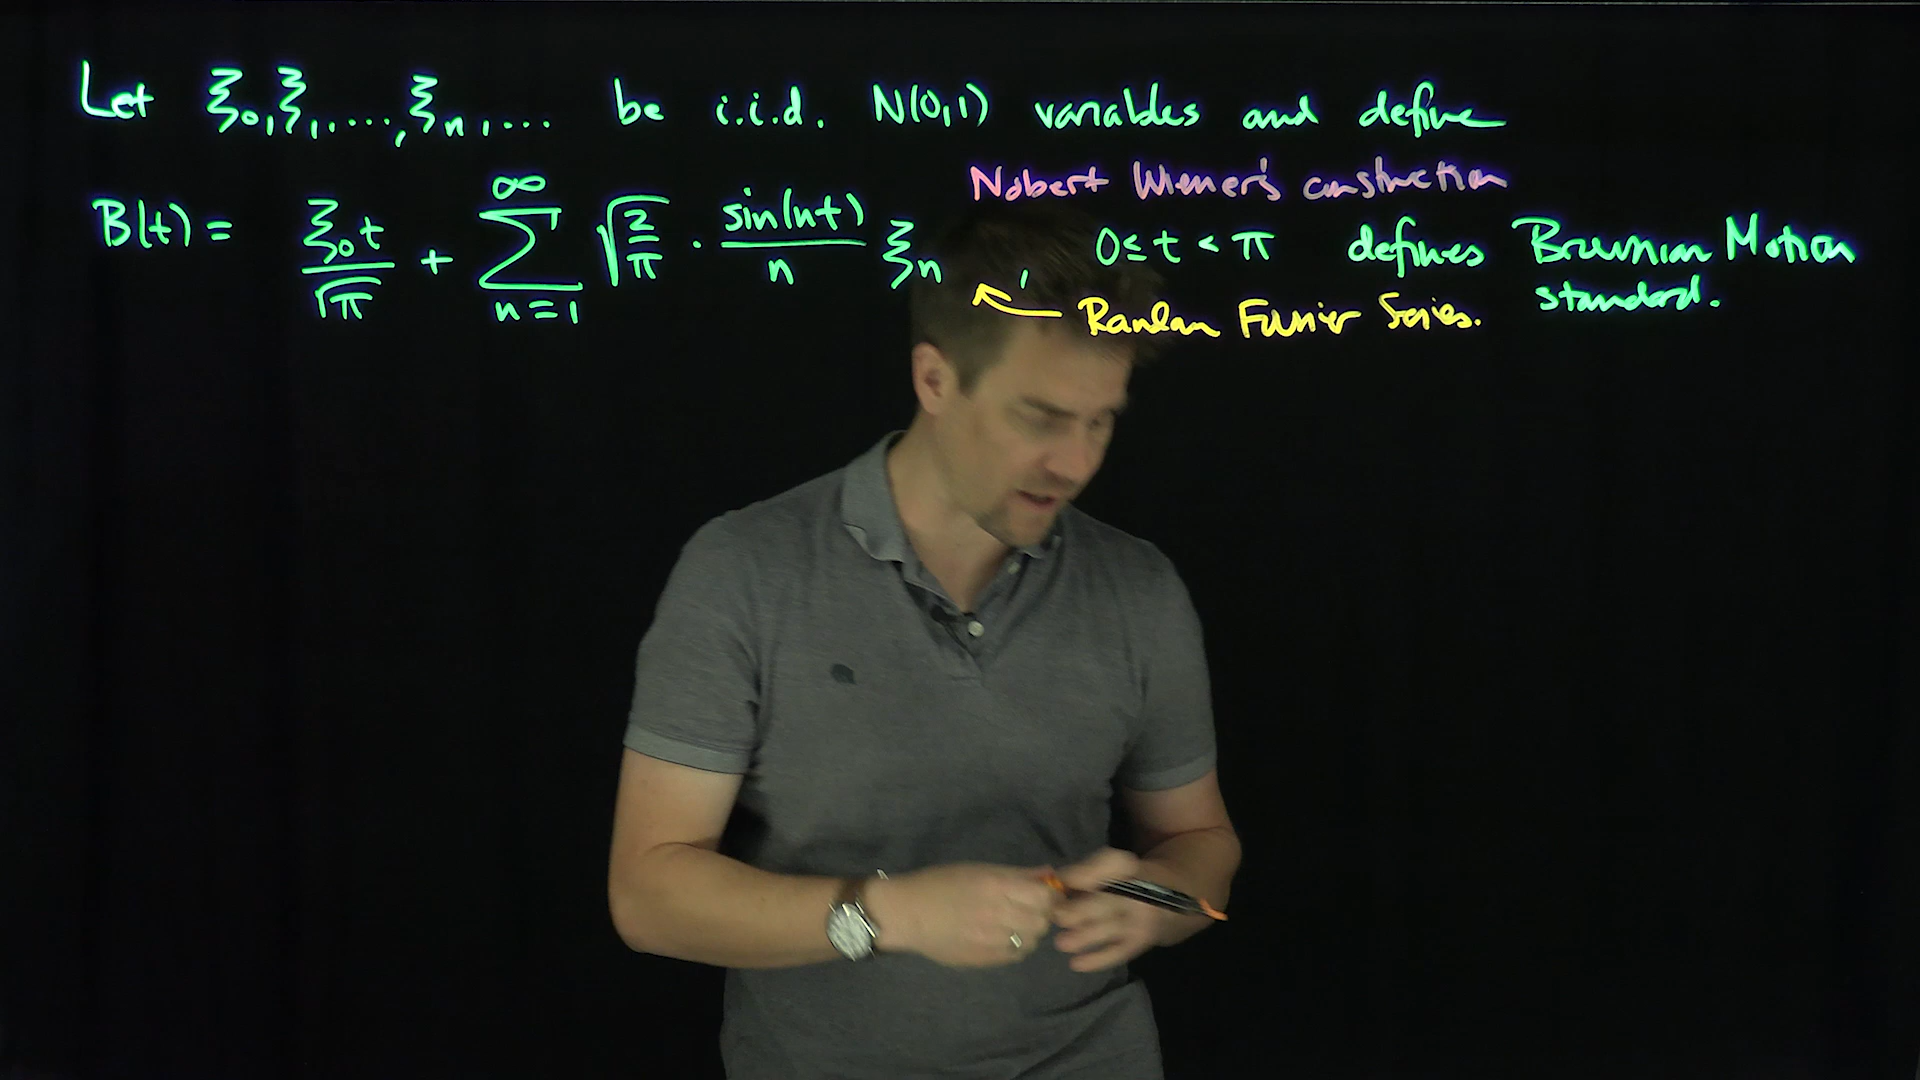 Let ξ₀, ξ₁, ..., ξₙ, ... be i.i.d. N(0,1) variables and define
Nobert Wiener's construction
B(t) = ξ₀t/√π + ∑_{n=1}^{∞} √(2/π) · sin(nt)/n ξₙ , 0 ≤ t < π defines Brownian Motion
standard.
Random Fourier Series.